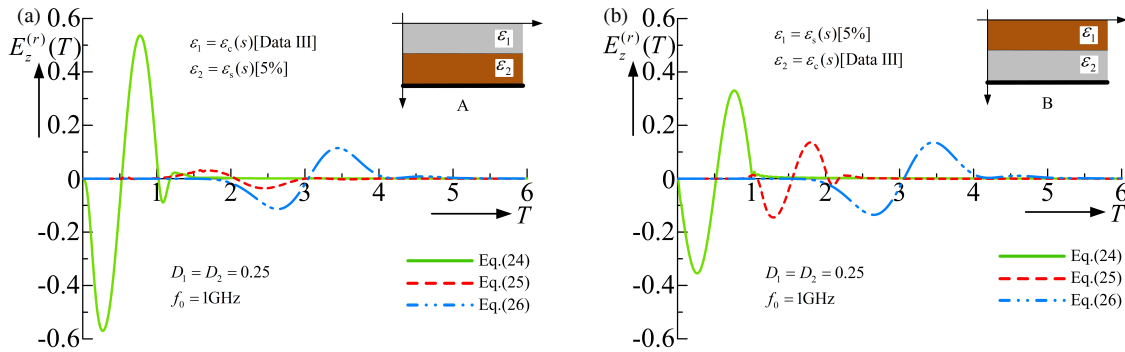 (a)
E_z^(r)(T)
0.6
0.4
0.2
0
-0.2
-0.4
-0.6
1 2 3 4 5 6
T
ε₁ = ε_c(s)[Data III]
ε₂ = ε_s(s)[5%]
ε₁
ε₂
A
D₁ = D₂ = 0.25
f₀ = 1GHz
Eq.(24)
Eq.(25)
Eq.(26)
(b)
E_z^(r)(T)
0.6
0.4
0.2
0
-0.2
-0.4
-0.6
1 2 3 4 5 6
T
ε₁ = ε_s(s)[5%]
ε₂ = ε_c(s)[Data III]
ε₁
ε₂
B
D₁ = D₂ = 0.25
f₀ = 1GHz
Eq.(24)
Eq.(25)
Eq.(26)